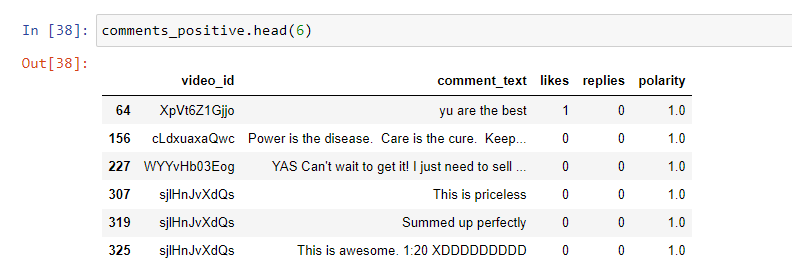 In [38]: comments_positive.head(6)
Out[38]:
video_id comment_text likes replies polarity
64 XpVt6Z1Gjjo yu are the best 1 0 1.0
156 cLdxuaxaQwc Power is the disease.  Care is the cure.  Keep... 0 0 1.0
227 WYYvHb03Eog YAS Can't wait to get it! I just need to sell ... 0 0 1.0
307 sjlHnJvXdQs This is priceless 0 0 1.0
319 sjlHnJvXdQs Summed up perfectly 0 0 1.0
325 sjlHnJvXdQs This is awesome. 1:20 XDDDDDDDDD 0 0 1.0